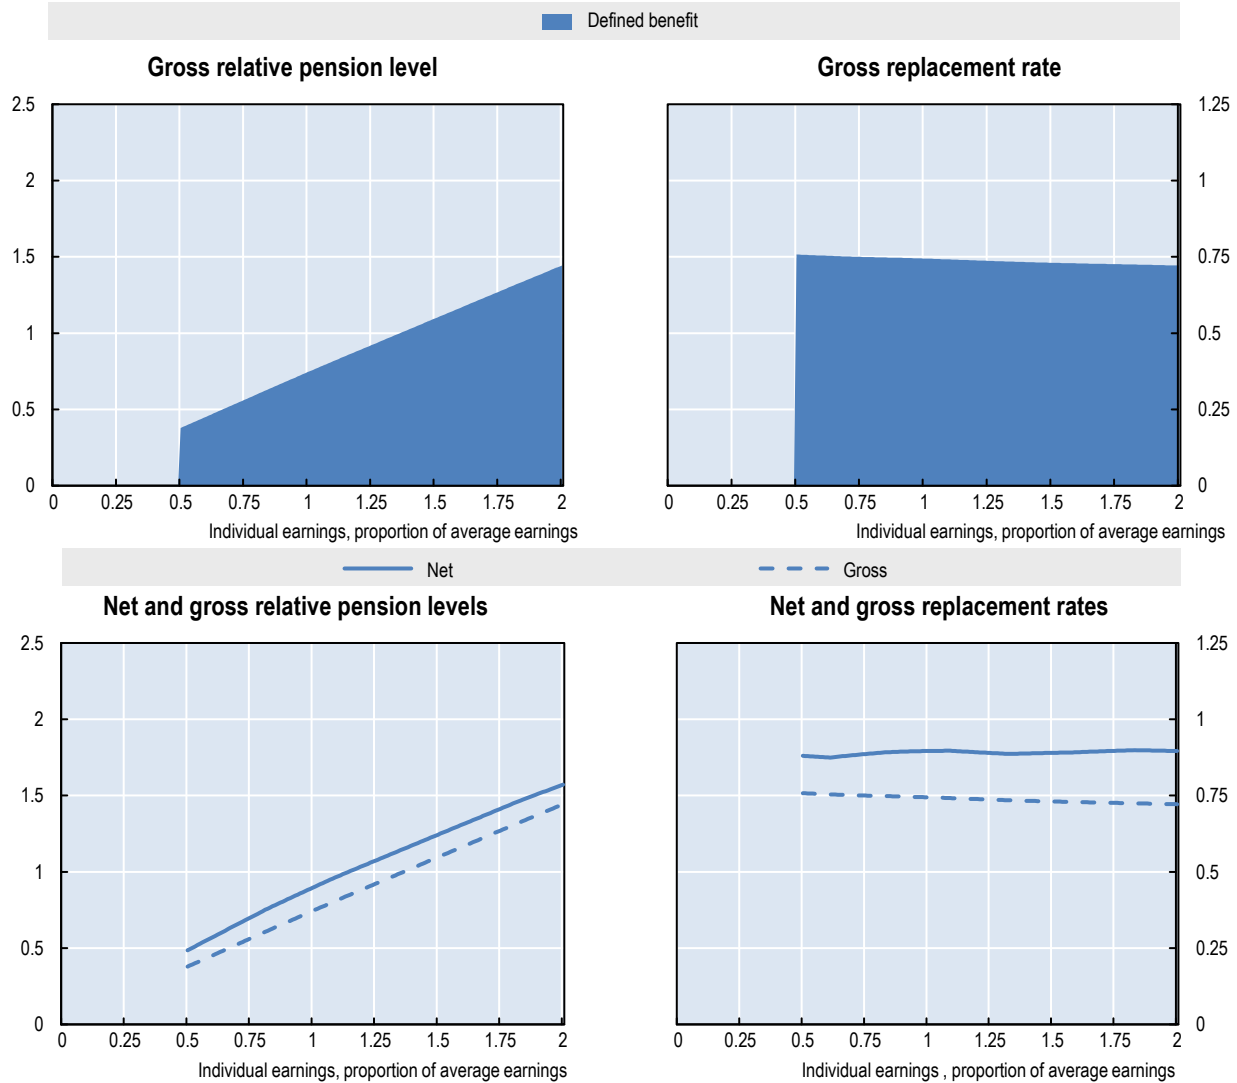 Defined benefit
Gross relative pension level
Gross replacement rate
2.5
2
1.5
1
0.5
0
0 0.25 0.5 0.75 1 1.25 1.5 1.75 2
Individual earnings, proportion of average earnings
1.25
1
0.75
0.5
0.25
0
0 0.25 0.5 0.75 1 1.25 1.5 1.75 2
Individual earnings, proportion of average earnings
Net
Gross
Net and gross relative pension levels
Net and gross replacement rates
2.5
2
1.5
1
0.5
0
0 0.25 0.5 0.75 1 1.25 1.5 1.75 2
Individual earnings, proportion of average earnings
1.25
1
0.75
0.5
0.25
0
0 0.25 0.5 0.75 1 1.25 1.5 1.75 2
Individual earnings , proportion of average earnings